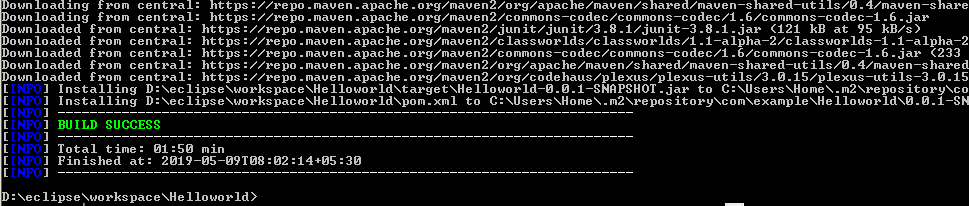 Downloading from central: https://repo.maven.apache.org/maven2/org/apache/maven/shared/maven-shared-utils/0.4/maven-share
Downloaded from central: https://repo.maven.apache.org/maven2/commons-codec/commons-codec/1.6/commons-codec-1.6.jar
Downloaded from central: https://repo.maven.apache.org/maven2/junit/junit/3.8.1/junit-3.8.1.jar (121 kB at 95 kB/s)
Downloaded from central: https://repo.maven.apache.org/maven2/classworlds/classworlds/1.1-alpha-2/classworlds-1.1-alpha-2
Downloaded from central: https://repo.maven.apache.org/maven2/commons-codec/commons-codec/1.6/commons-codec-1.6.jar (233
Downloaded from central: https://repo.maven.apache.org/maven2/org/apache/maven/shared/maven-shared-utils/0.4/maven-shared
Downloaded from central: https://repo.maven.apache.org/maven2/org/codehaus/plexus/plexus-utils/3.0.15/plexus-utils-3.0.15
[INFO] Installing D:\eclipse\workspace\Helloworld\target\Helloworld-0.0.1-SNAPSHOT.jar to C:\Users\Home\.m2\repository\co
[INFO] Installing D:\eclipse\workspace\Helloworld\pom.xml to C:\Users\Home\.m2\repository\com\example\Helloworld\0.0.1-SN
[INFO] ------------------------------------------------------------------------
[INFO] BUILD SUCCESS
[INFO] ------------------------------------------------------------------------
[INFO] Total time: 01:50 min
[INFO] Finished at: 2019-05-09T08:02:14+05:30
[INFO] ------------------------------------------------------------------------
D:\eclipse\workspace\Helloworld>